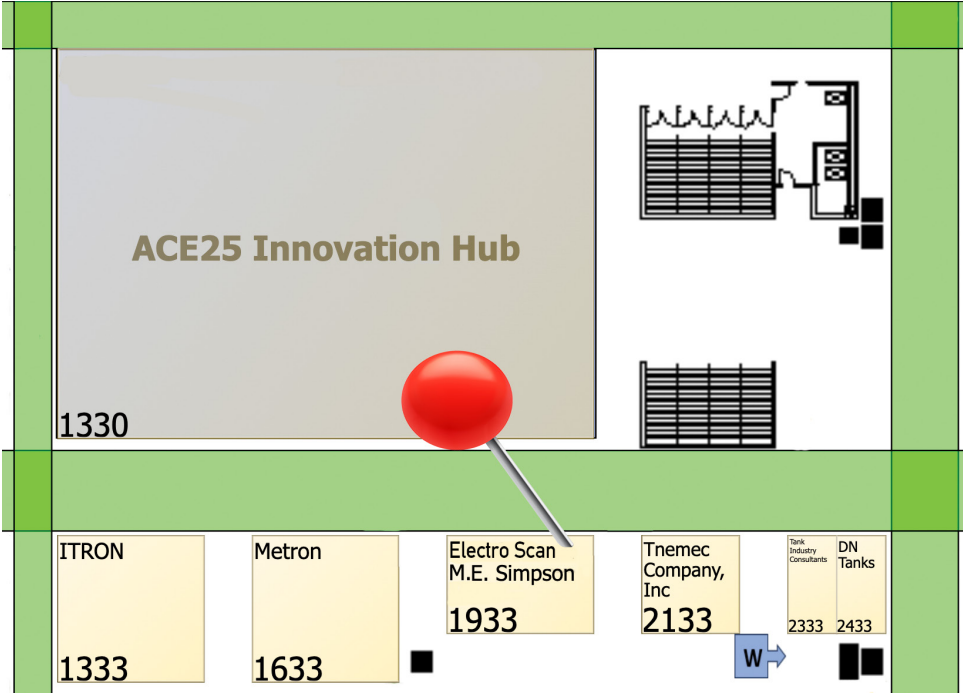 ACE25 Innovation Hub
1330
ITRON
1333
Metron
1633
Electro Scan
M.E. Simpson
1933
Tnemec
Company,
Inc
2133
Tank
Industry
Consultants
2333
DN
Tanks
2433
W